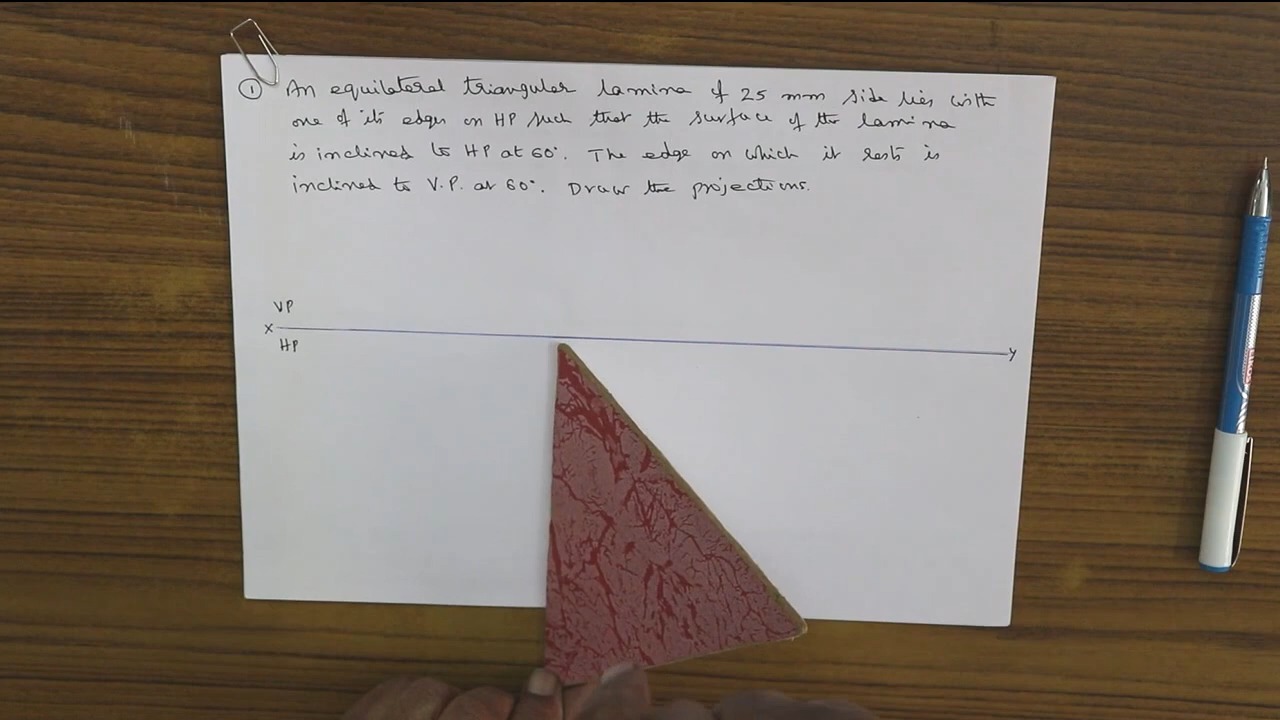 ① An equilateral triangular lamina of 25 mm side lies with
one of its edges on HP such that the surface of the lamina
is inclined to HP at 60°. The edge on which it rests is
inclined to V.P. at 60°. Draw the projections.
VP
X
HP
Y